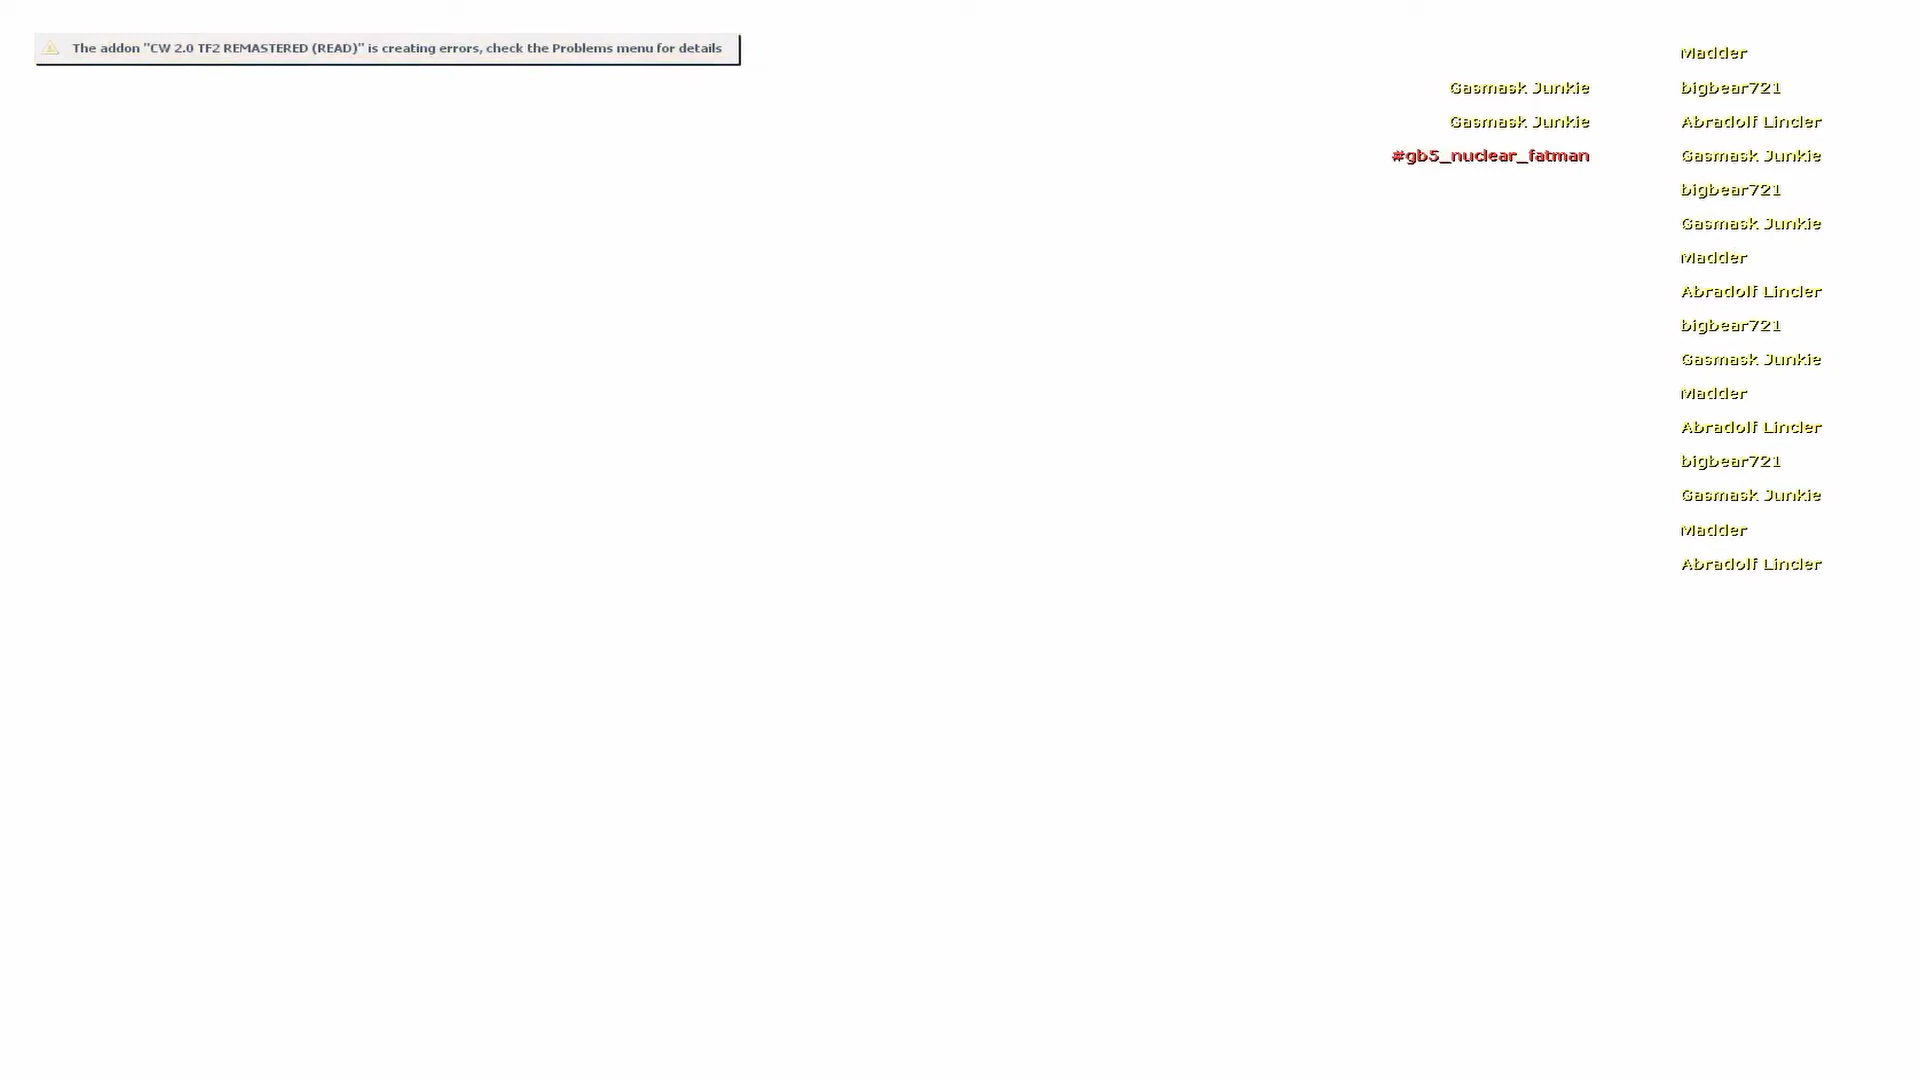 The addon "CW 2.0 TF2 REMASTERED (READ)" is creating errors, check the Problems menu for details
Madder
Gasmask Junkie bigbear721
Gasmask Junkie Abradolf Lincler
#gb5_nuclear_fatman Gasmask Junkie
bigbear721
Gasmask Junkie
Madder
Abradolf Lincler
bigbear721
Gasmask Junkie
Madder
Abradolf Lincler
bigbear721
Gasmask Junkie
Madder
Abradolf Lincler